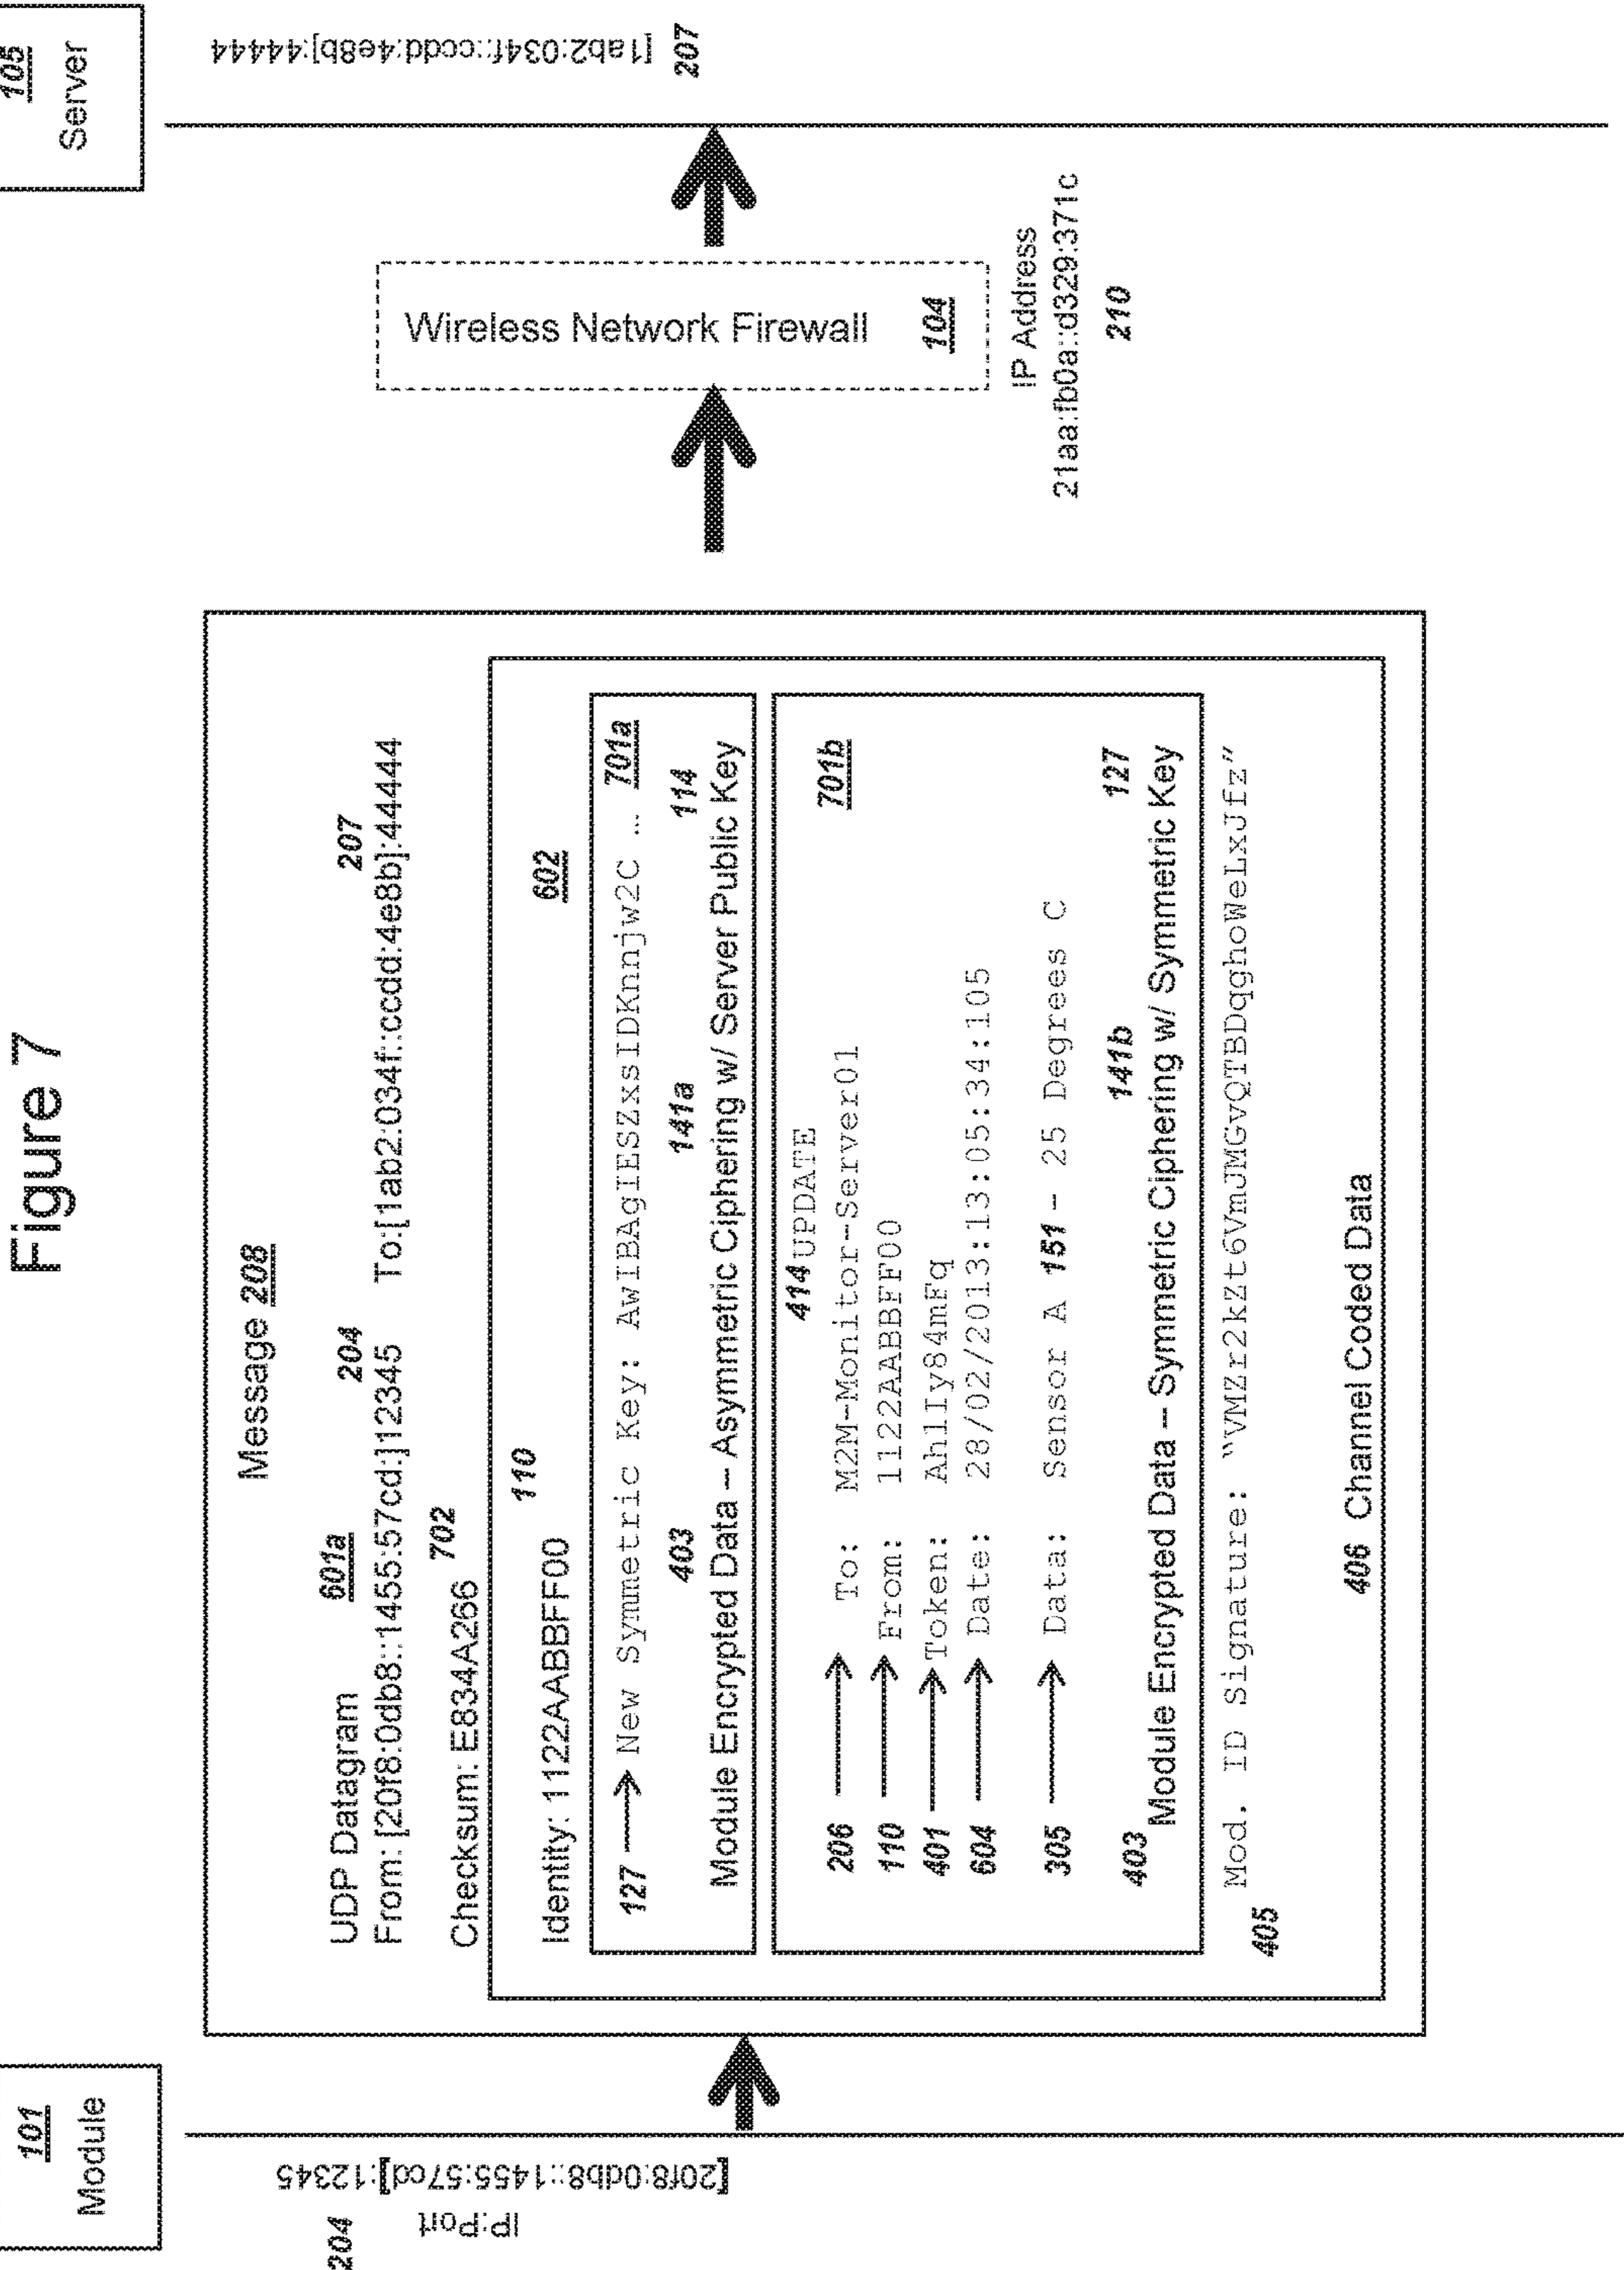 Figure 7
101
Module
105
Server
204
IP:Port
[20f8:0db8::1455:57cd]:12345
Message 208
601a
204
207
UDP Datagram
From: [20f8:0db8::1455:57cd:]12345 To:[1ab2:034f::ccdd:4e8b]:44444
702
Checksum: E834A266
110
602
Identity: 1122AABBFF00
127 New Symmetric Key: AwIBAgIESZxsIDKnnjw2C ... 701a
403 141a 114
Module Encrypted Data – Asymmetric Ciphering w/ Server Public Key
414 UPDATE
701b
206 To: M2M-Monitor-Server01
110 From: 1122AABBFF00
401 Token: AhlIy84mFq
604 Date: 28/02/2013:13:05:34:105
305 Data: Sensor A 151 - 25 Degrees C
403 141b 127
Module Encrypted Data – Symmetric Ciphering w/ Symmetric Key
405 Mod. ID Signature: “VMZr2kZt6VmJMGvQTBDqghoWeLxJfz”
406 Channel Coded Data
Wireless Network Firewall
104
IP Address
21aa:fb0a::d329:371c
210
[1ab2:034f::ccdd:4e8b]:44444
207